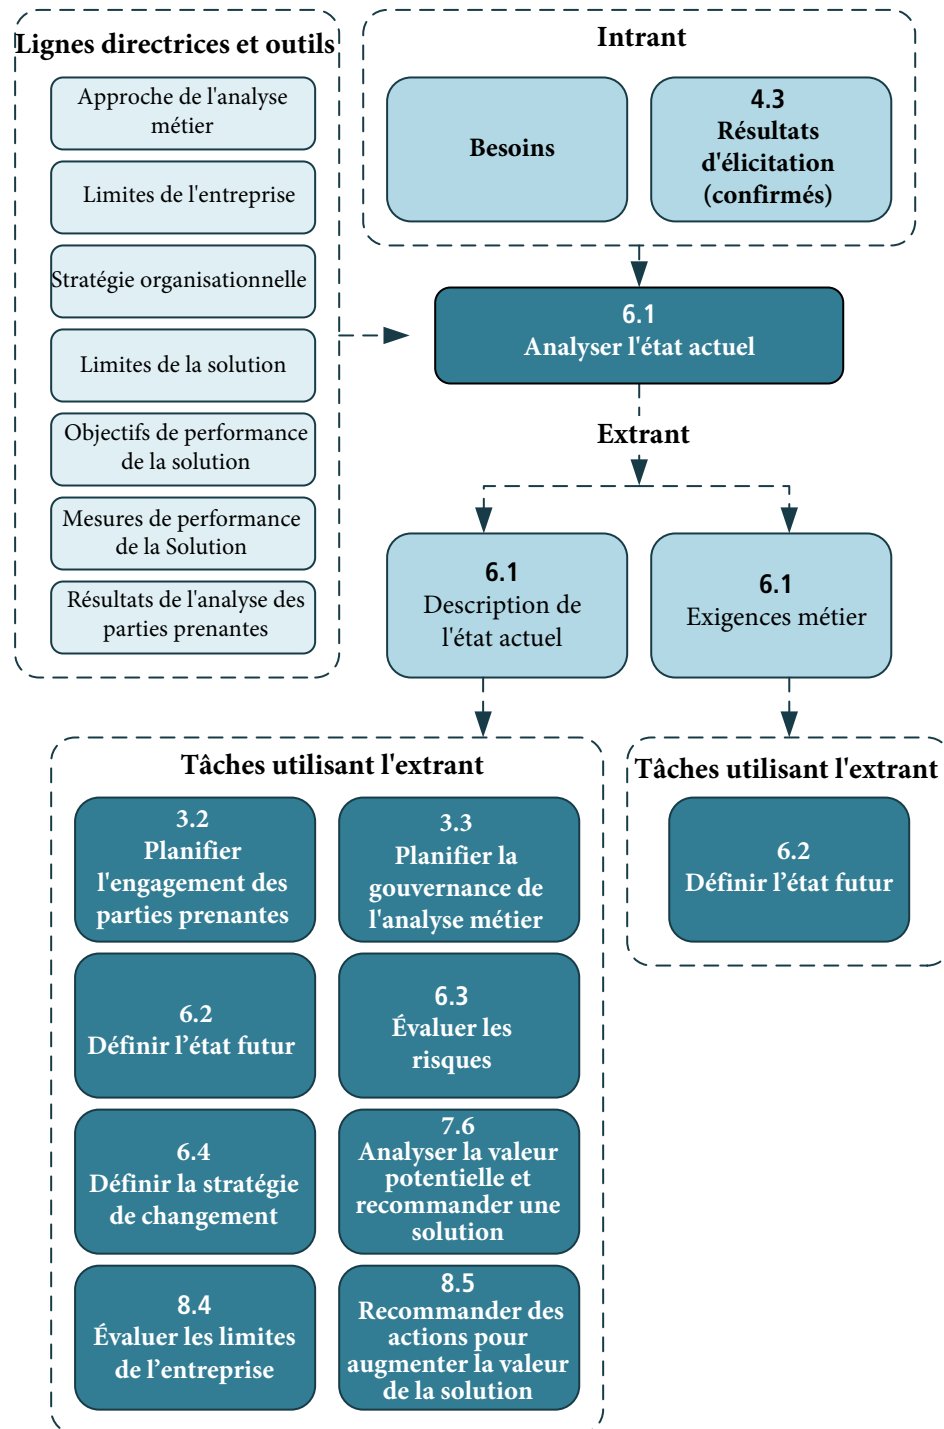 Lignes directrices et outils
Approche de l'analyse
métier
Limites de l'entreprise
Stratégie organisationnelle
Limites de la solution
Objectifs de performance
de la solution
Mesures de performance
de la Solution
Résultats de l'analyse des
parties prenantes
Intrant
Besoins
4.3
Résultats
d'élicitation
(confirmés)
6.1
Analyser l'état actuel
Extrant
6.1
Description de
l'état actuel
6.1
Exigences métier
Tâches utilisant l'extrant
3.2
Planifier
l'engagement des
parties prenantes
3.3
Planifier la
gouvernance de
l'analyse métier
6.2
Définir l’état futur
6.3
Évaluer les
risques
6.4
Définir la stratégie
de changement
7.6
Analyser la valeur
potentielle et
recommander une
solution
8.4
Évaluer les limites
de l’entreprise
8.5
Recommander des
actions pour
augmenter la valeur
de la solution
Tâches utilisant l'extrant
6.2
Définir l’état futur